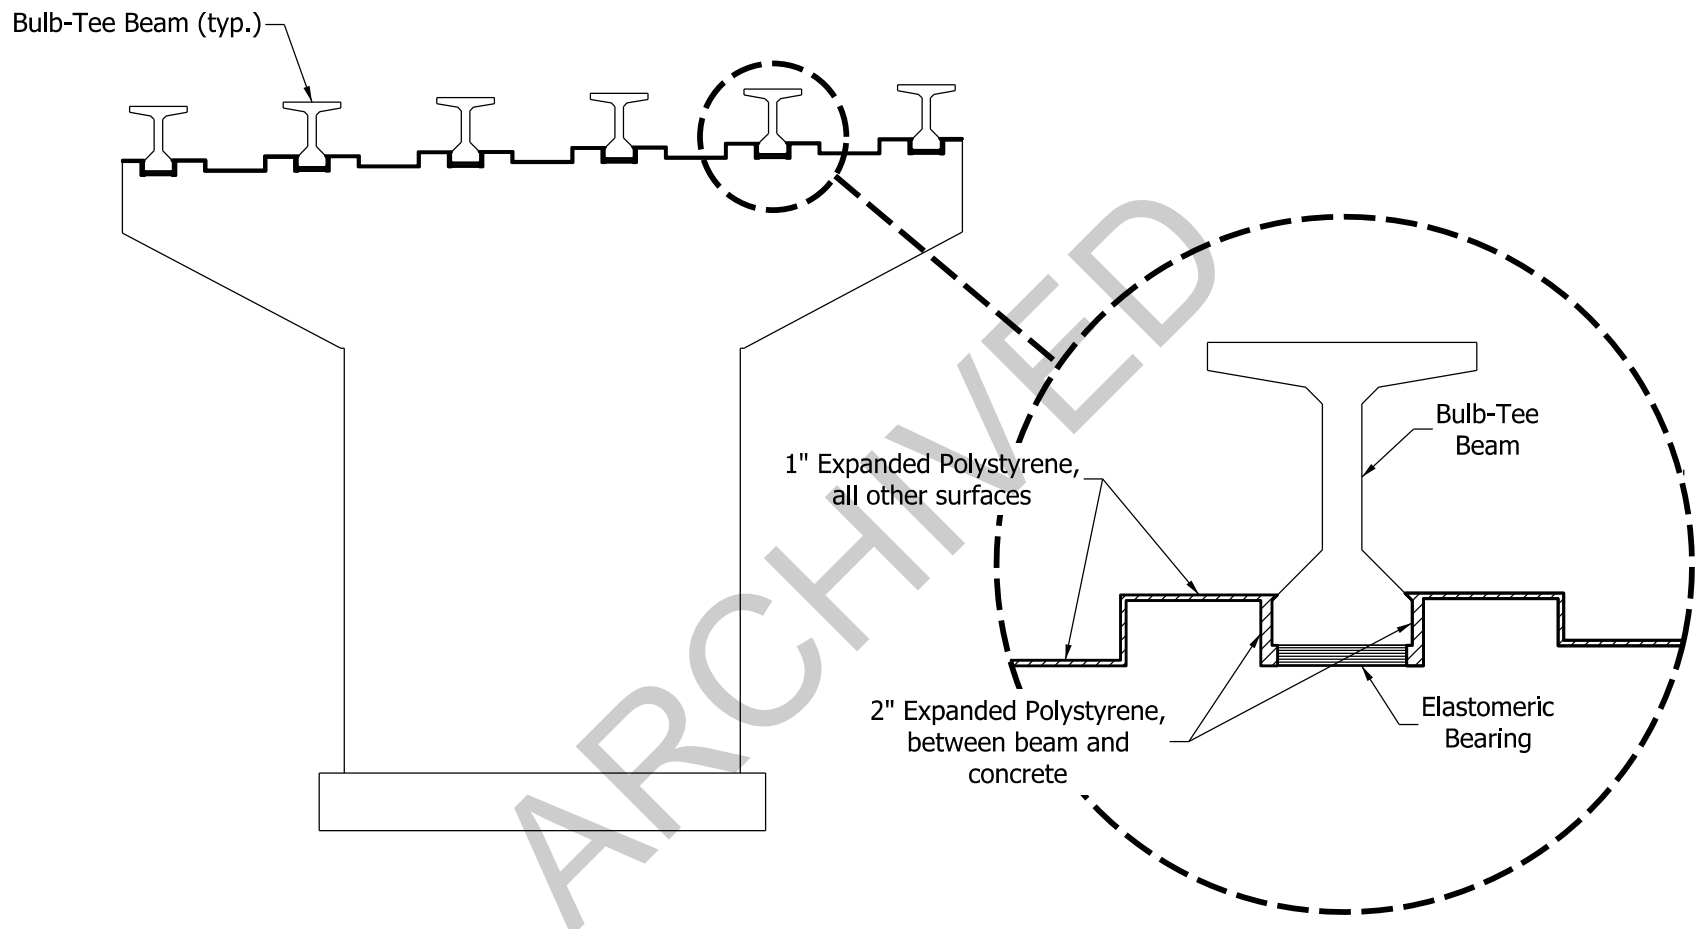 Bulb-Tee Beam (typ.)
Bulb-Tee
Beam
1" Expanded Polystyrene,
all other surfaces
2" Expanded Polystyrene,
between beam and
concrete
Elastomeric
Bearing
ARCHIVED